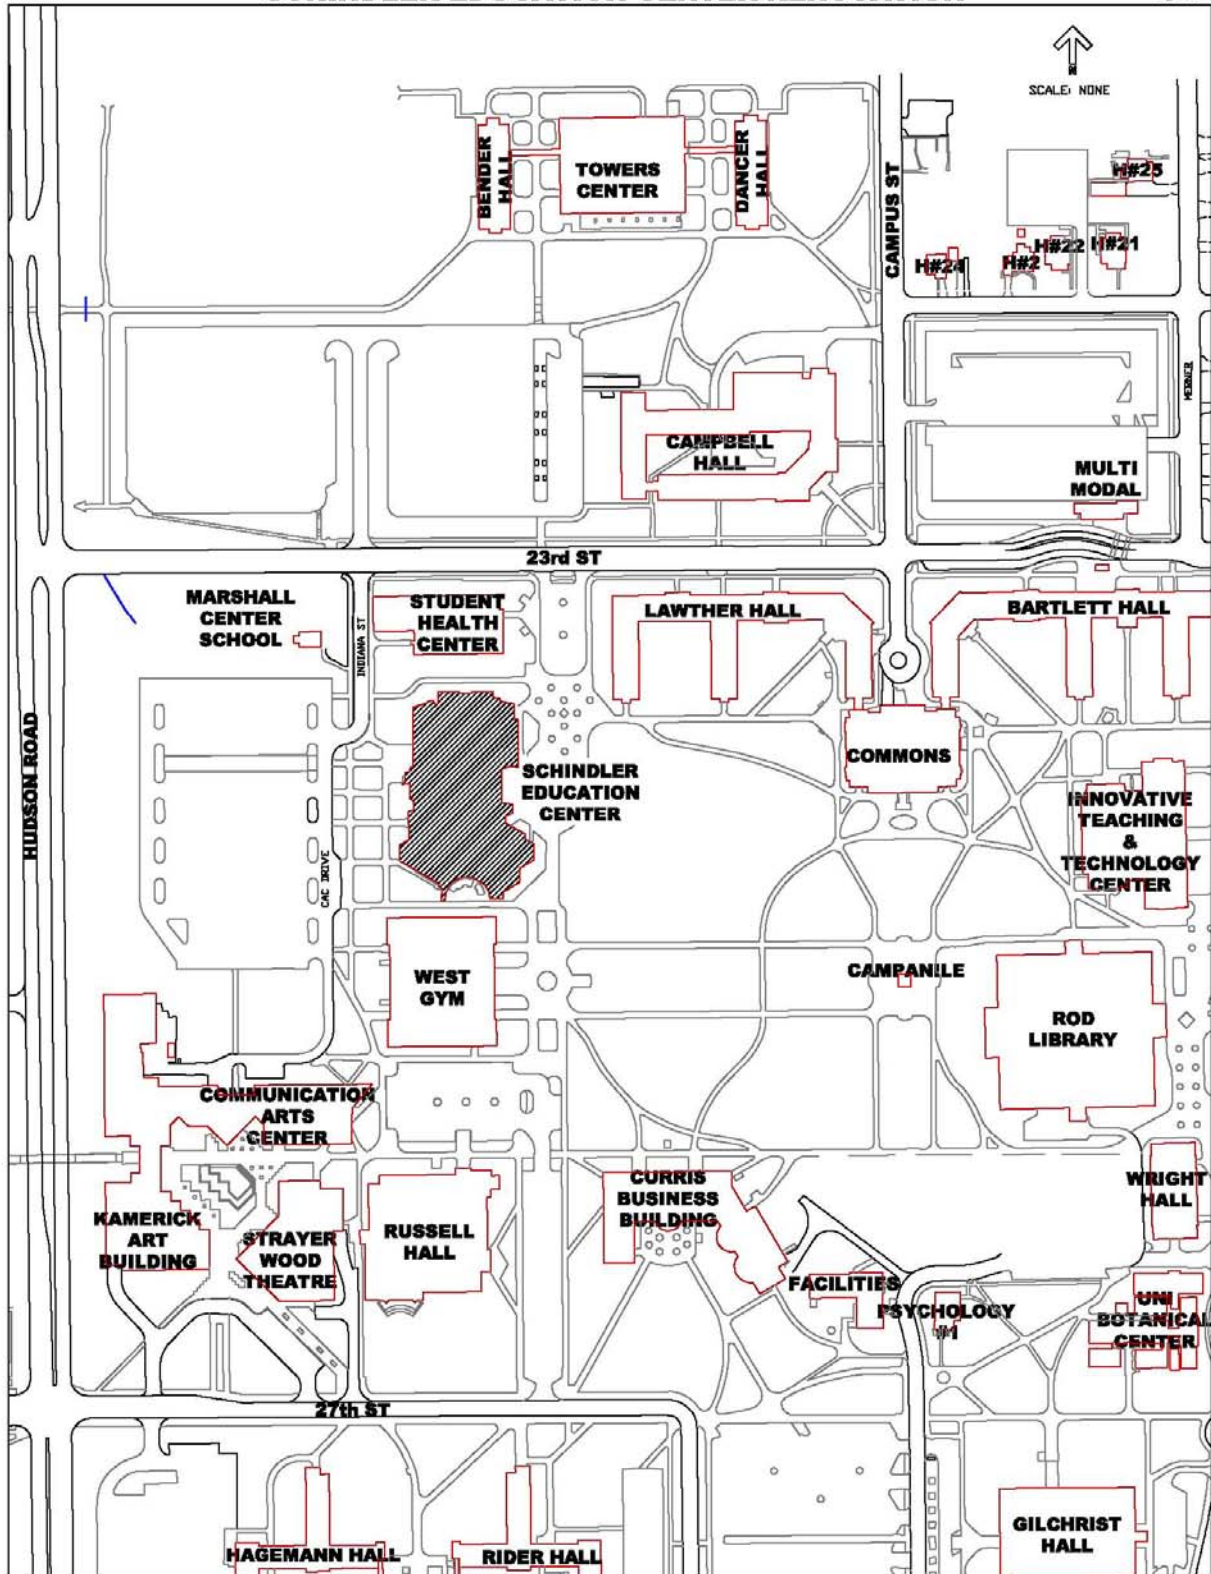 SCALE: NONE
BENDER
HALL
TOWERS
CENTER
DANCER
HALL
CAMPUS ST
H#25
H#24
H#2
H#22
H#21
MERNER
CAMPBELL
HALL
MULTI
MODAL
23rd ST
MARSHALL
CENTER
SCHOOL
INDIANA ST
STUDENT
HEALTH
CENTER
LAWTHER HALL
BARTLETT HALL
HUDSON ROAD
COMMONS
SCHINDLER
EDUCATION
CENTER
INNOVATIVE
TEACHING
&
TECHNOLOGY
CENTER
CAC DRIVE
WEST
GYM
CAMPANILE
ROD
LIBRARY
COMMUNICATION
ARTS
CENTER
KAMERICK
ART
BUILDING
STRAYER
WOOD
THEATRE
RUSSELL
HALL
CURRIS
BUSINESS
BUILDING
WRIGHT
HALL
FACILITIES
PSYCHOLOGY
#1
UNI
BOTANICAL
CENTER
27th ST
HAGEMANN HALL
RIDER HALL
GILCHRIST
HALL